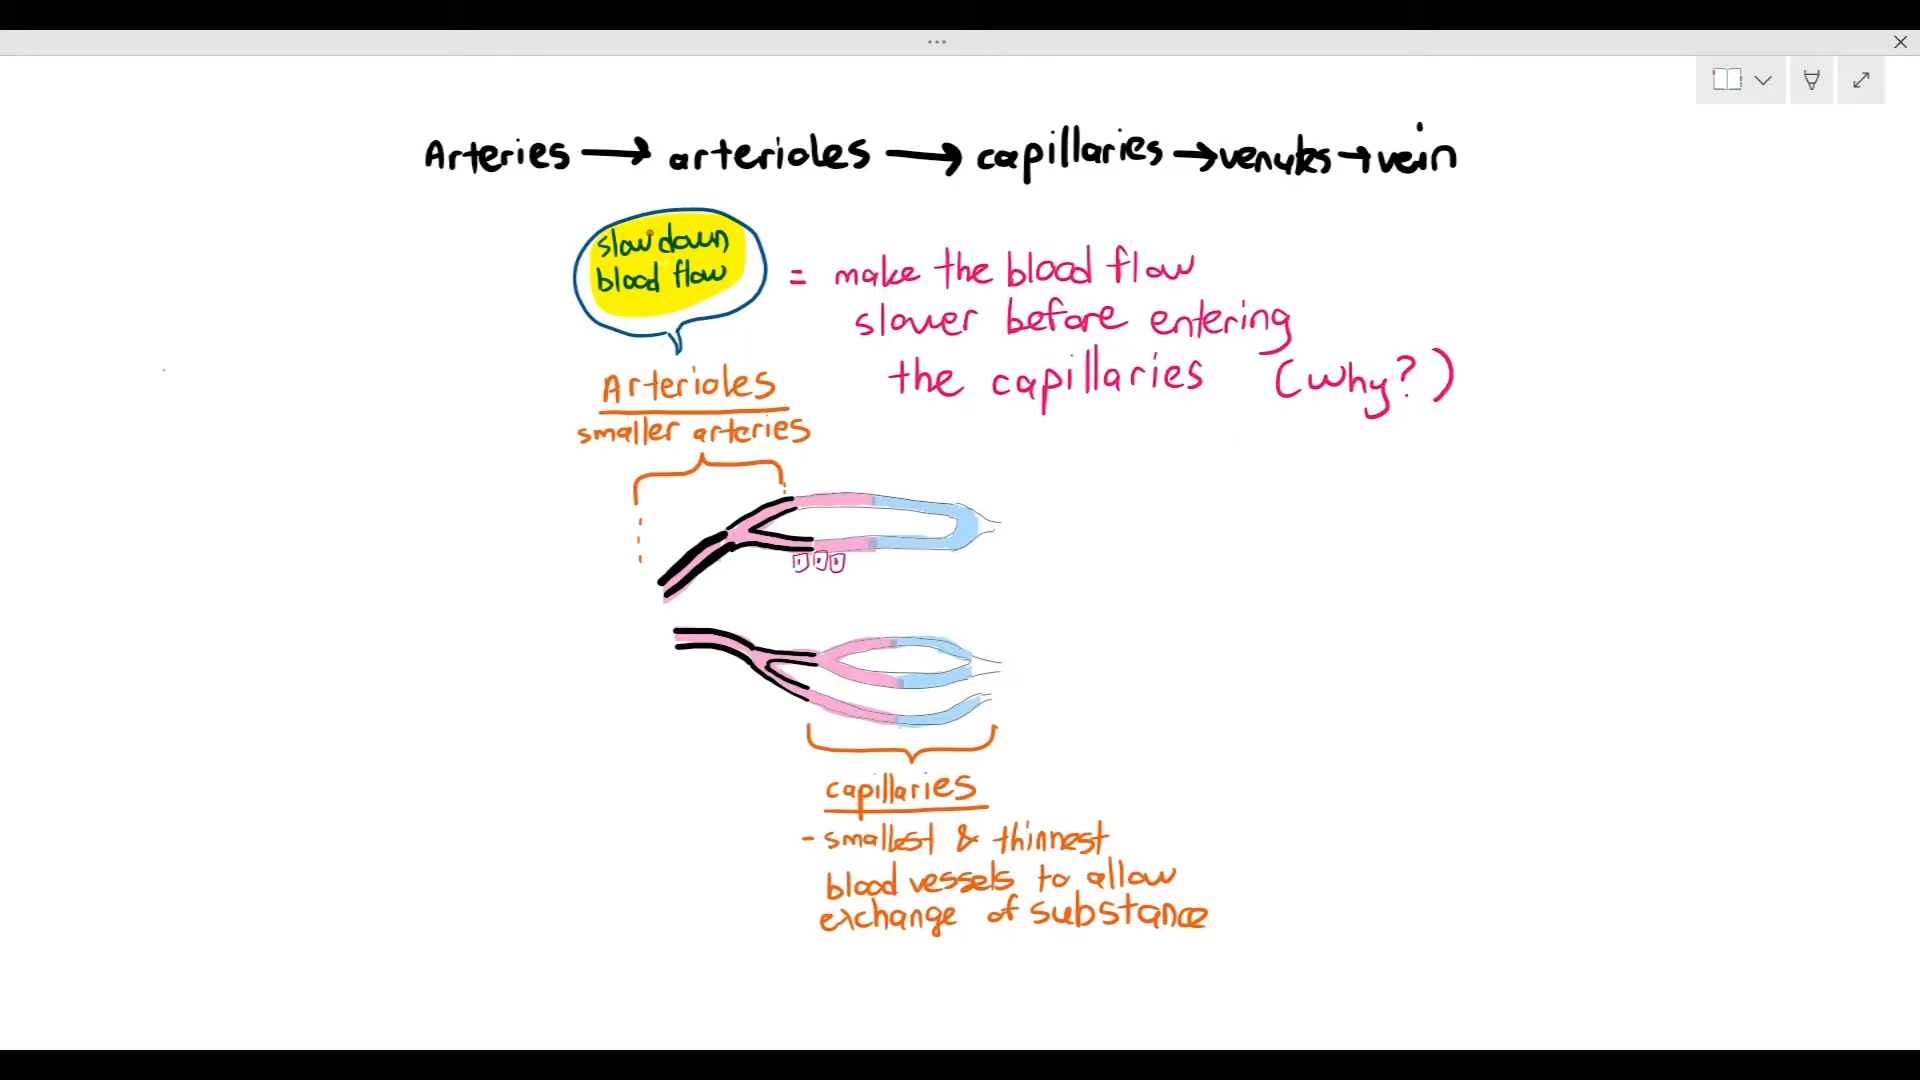 Arteries → arterioles → capillaries → venules → vein
slow down
blood flow
= make the blood flow
slower before entering
the capillaries (why?)
Arterioles
smaller arteries
capillaries
- smallest & thinnest
blood vessels to allow
exchange of substance